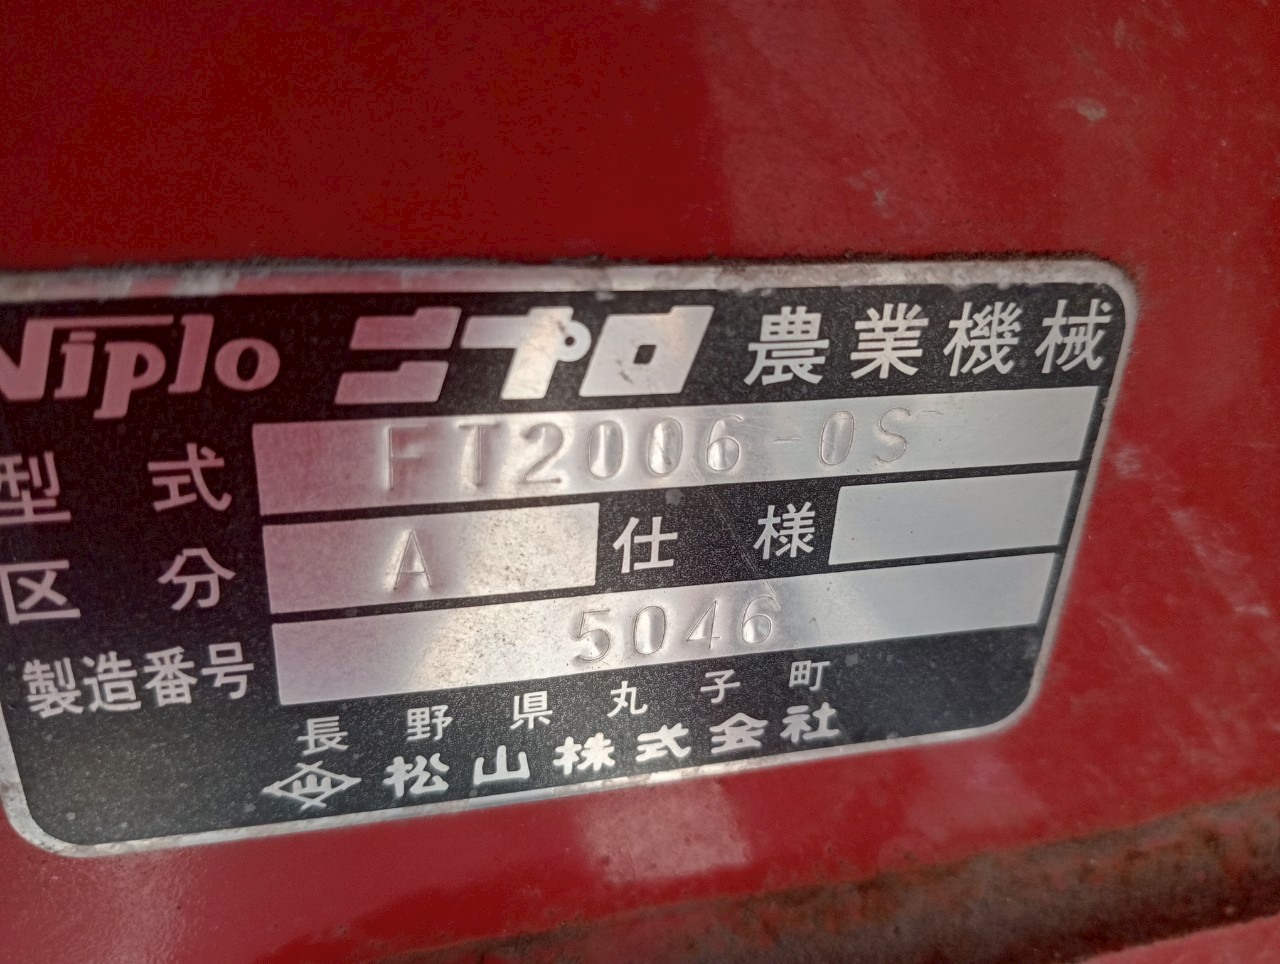 Niplo ニプロ 農業機械
型式 FT2006-0S
区分 A 仕様
製造番号 5046
長野県丸子町
松山株式会社